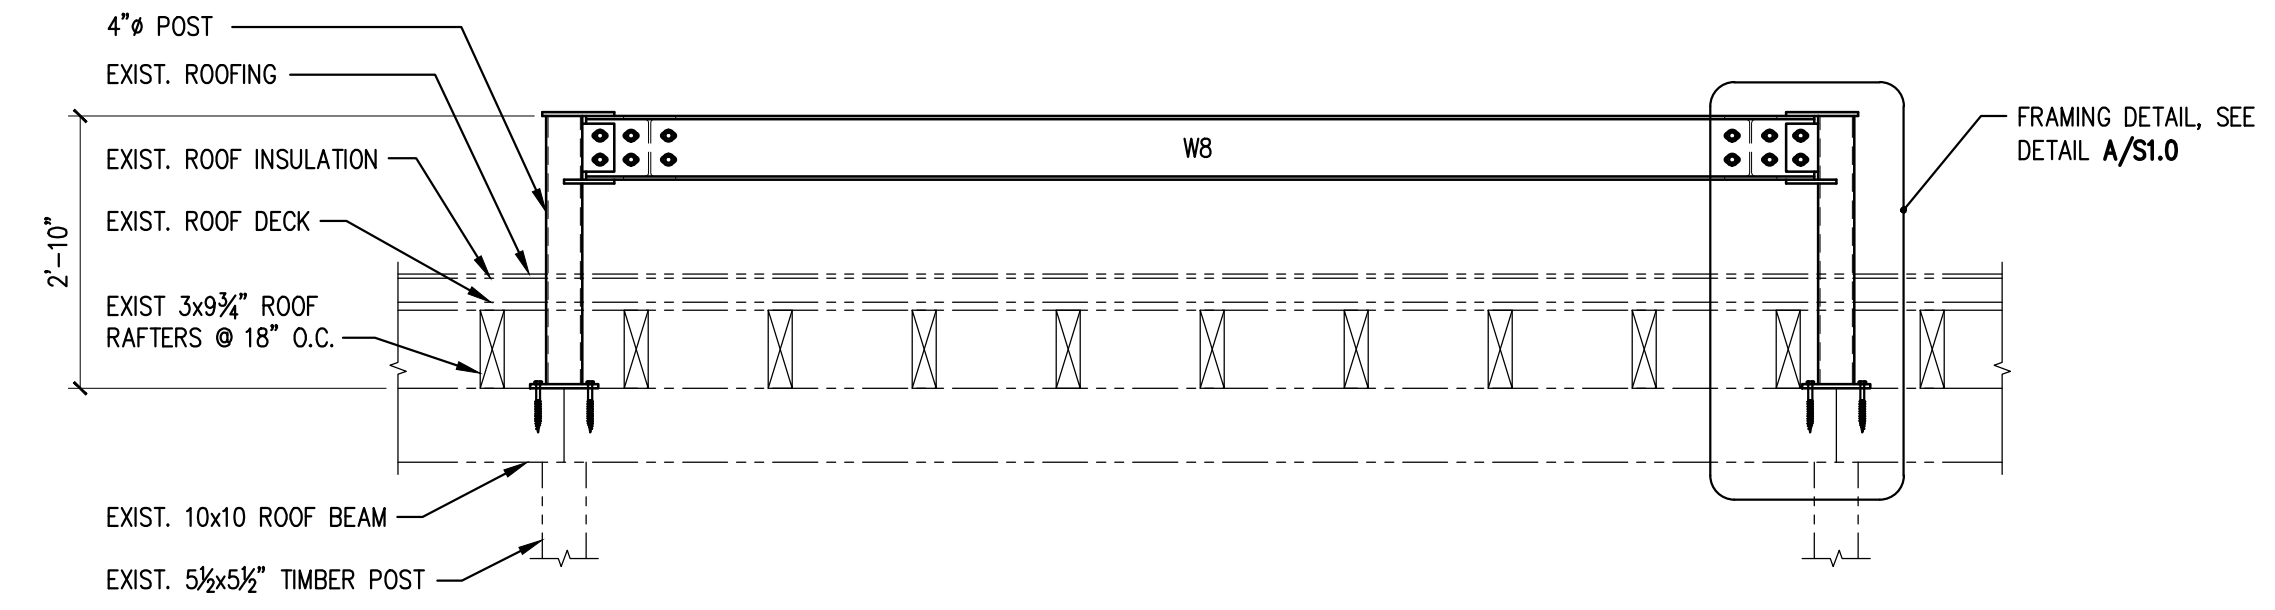 4"ø POST
EXIST. ROOFING
EXIST. ROOF INSULATION
EXIST. ROOF DECK
EXIST 3x9¾" ROOF
RAFTERS @ 18" O.C.
2'-10"
W8
FRAMING DETAIL, SEE
DETAIL A/S1.0
EXIST. 10x10 ROOF BEAM
EXIST. 5½x5½" TIMBER POST